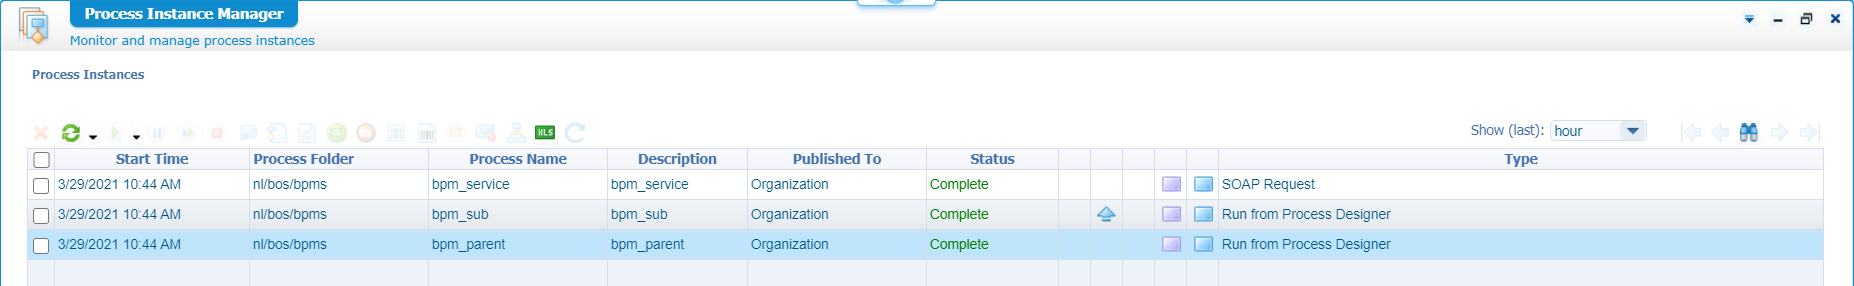 Process Instance Manager
Monitor and manage process instances
Process Instances
XLS
Show (last): hour
Start Time Process Folder Process Name Description Published To Status Type
3/29/2021 10:44 AM nl/bos/bpms bpm_service bpm_service Organization Complete SOAP Request
3/29/2021 10:44 AM nl/bos/bpms bpm_sub bpm_sub Organization Complete Run from Process Designer
3/29/2021 10:44 AM nl/bos/bpms bpm_parent bpm_parent Organization Complete Run from Process Designer